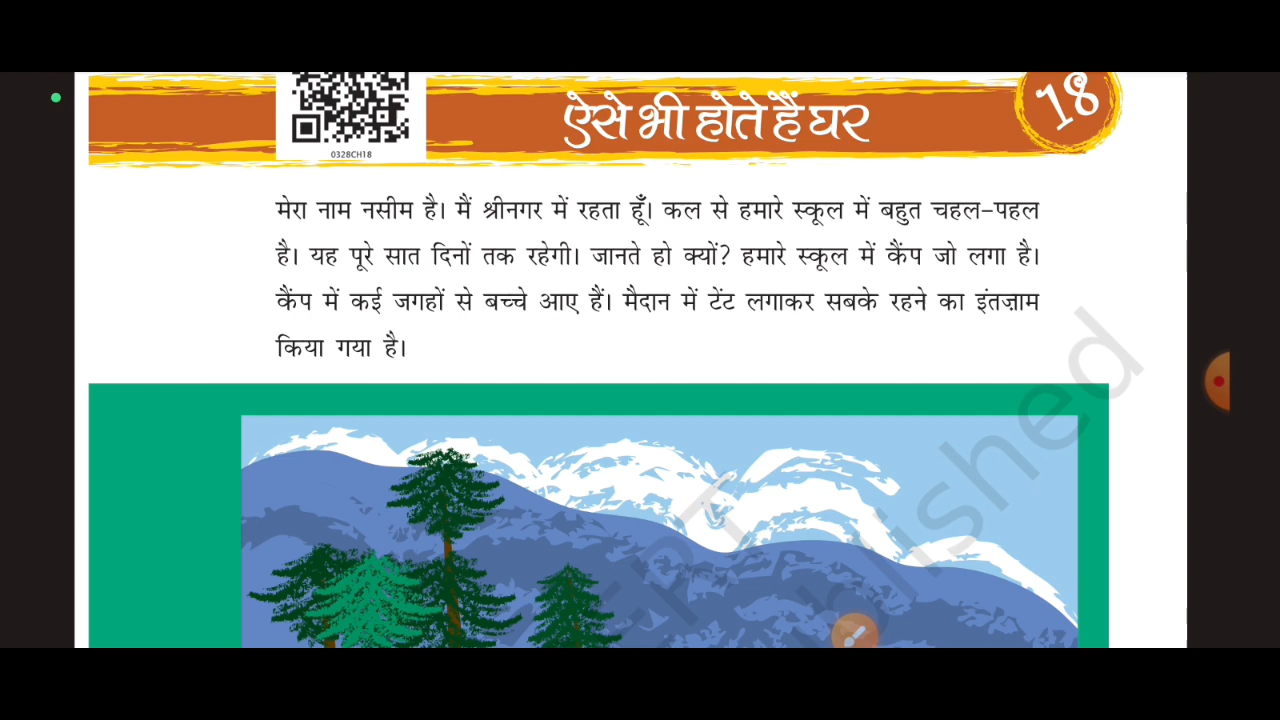 ऐसे भी होते हैं घर
18
0328CH18
मेरा नाम नसीम है। मैं श्रीनगर में रहता हूँ। कल से हमारे स्कूल में बहुत चहल-पहल
है। यह पूरे सात दिनों तक रहेगी। जानते हो क्यों? हमारे स्कूल में कैंप जो लगा है।
कैंप में कई जगहों से बच्चे आए हैं। मैदान में टेंट लगाकर सबके रहने का इंतज़ाम
किया गया है।